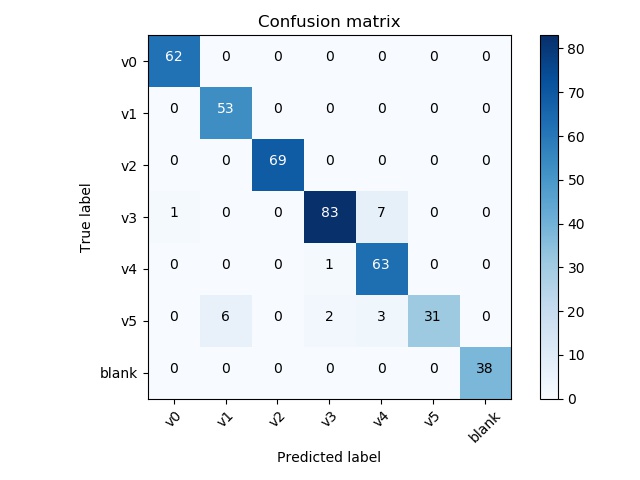 Confusion matrix
True label
v0 62 0 0 0 0 0 0
v1 0 53 0 0 0 0 0
v2 0 0 69 0 0 0 0
v3 1 0 0 83 7 0 0
v4 0 0 0 1 63 0 0
v5 0 6 0 2 3 31 0
blank 0 0 0 0 0 0 38
v0 v1 v2 v3 v4 v5 blank
Predicted label
80
70
60
50
40
30
20
10
0